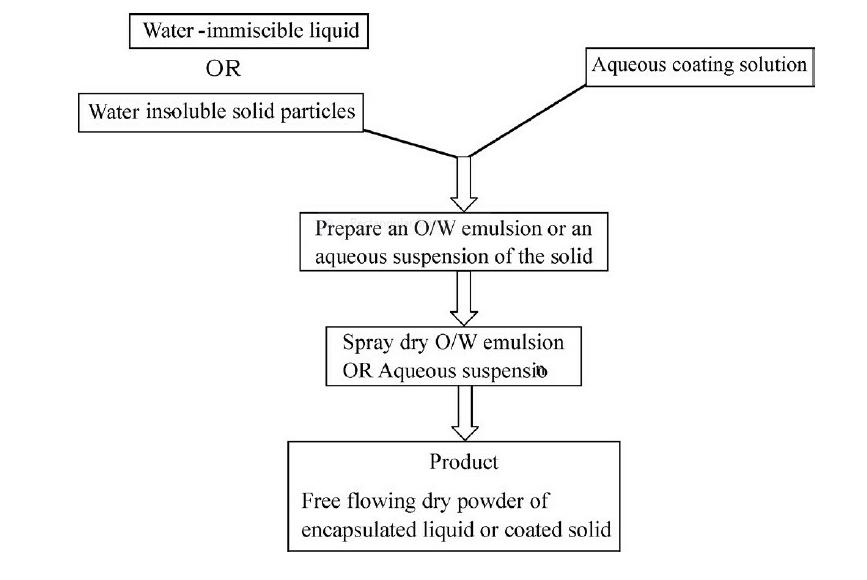 Water-immiscible liquid
OR
Aqueous coating solution
Water insoluble solid particles
Prepare an O/W emulsion or an
aqueous suspension of the solid
Spray dry O/W emulsion
OR Aqueous suspension
Product
Free flowing dry powder of
encapsulated liquid or coated solid